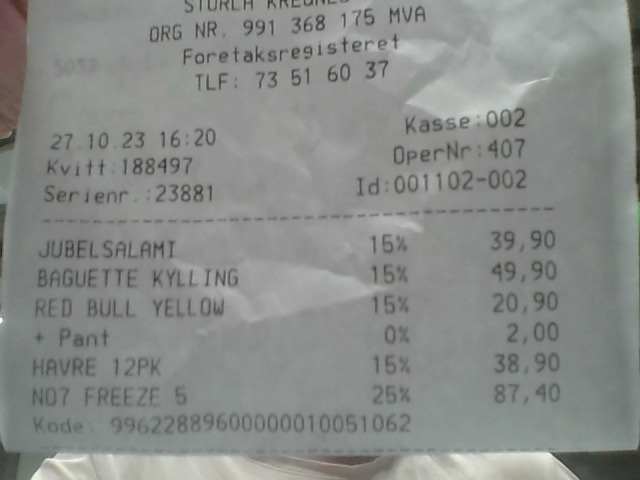 STURLA
ORG NR. 991 368 175 MVA
Foretaksregisteret
TLF: 73 51 60 37
27.10.23 16:20 Kasse:002
Kvitt:188497 OperNr:407
Serienr.:23881 Id:001102-002
JUBELSALAMI 15% 39,90
BAGUETTE KYLLING 15% 49,90
RED BULL YELLOW 15% 20,90
+ Pant 0% 2,00
HAVRE 12PK 15% 38,90
NO7 FREEZE 5 25% 87,40
Kode: 99622889600000010051062